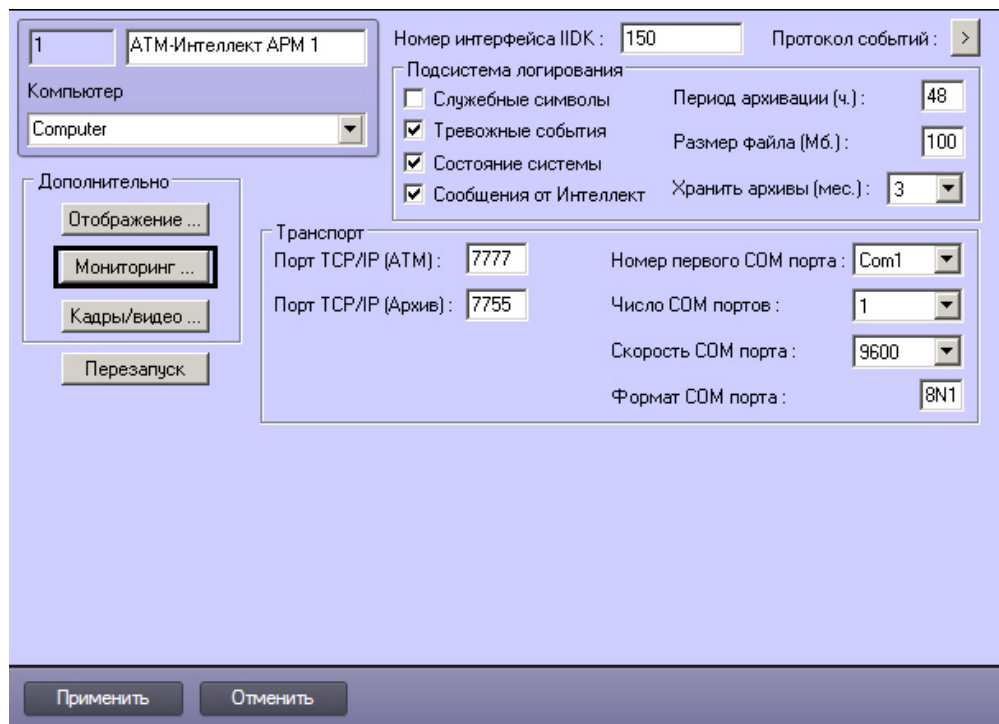 1 АТМ-Интеллект АРМ 1 Номер интерфейса IIDK : 150 Протокол событий : >
Компьютер
Computer
Подсистема логирования
Служебные символы Период архивации (ч.) : 48
Тревожные события Размер файла (Мб.) : 100
Состояние системы
Сообщения от Интеллект Хранить архивы (мес.) : 3
Дополнительно
Отображение ...
Мониторинг ...
Кадры/видео ...
Перезапуск
Транспорт
Порт TCP/IP (АТМ) : 7777 Номер первого COM порта : Com1
Порт TCP/IP (Архив) : 7755 Число COM портов : 1
Скорость COM порта : 9600
Формат COM порта : 8N1
Применить Отменить